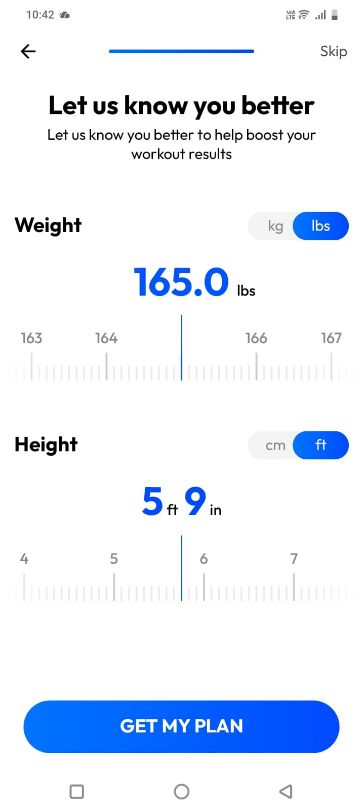 10:42
Skip
Let us know you better
Let us know you better to help boost your
workout results
Weight
kg lbs
165.0 lbs
163 164 166 167
Height
cm ft
5 ft 9 in
4 5 6 7
GET MY PLAN